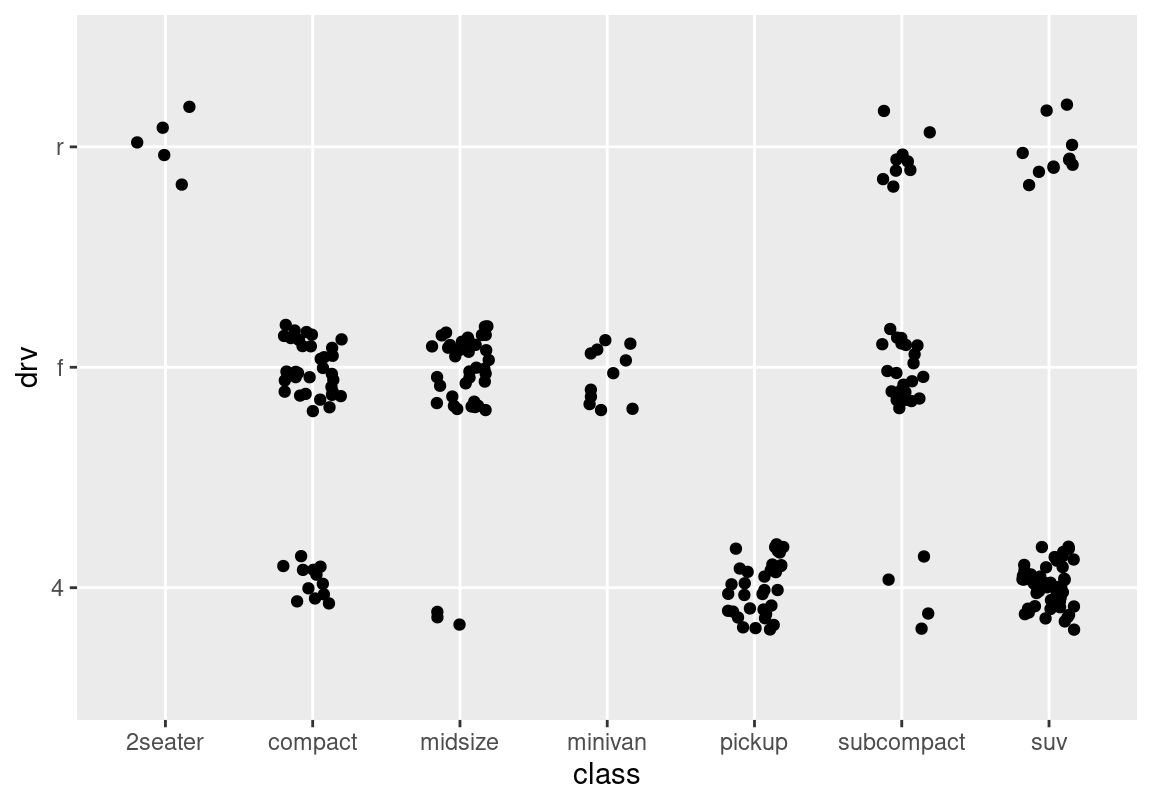 r
f
4
drv
2seater compact midsize minivan pickup subcompact suv
class